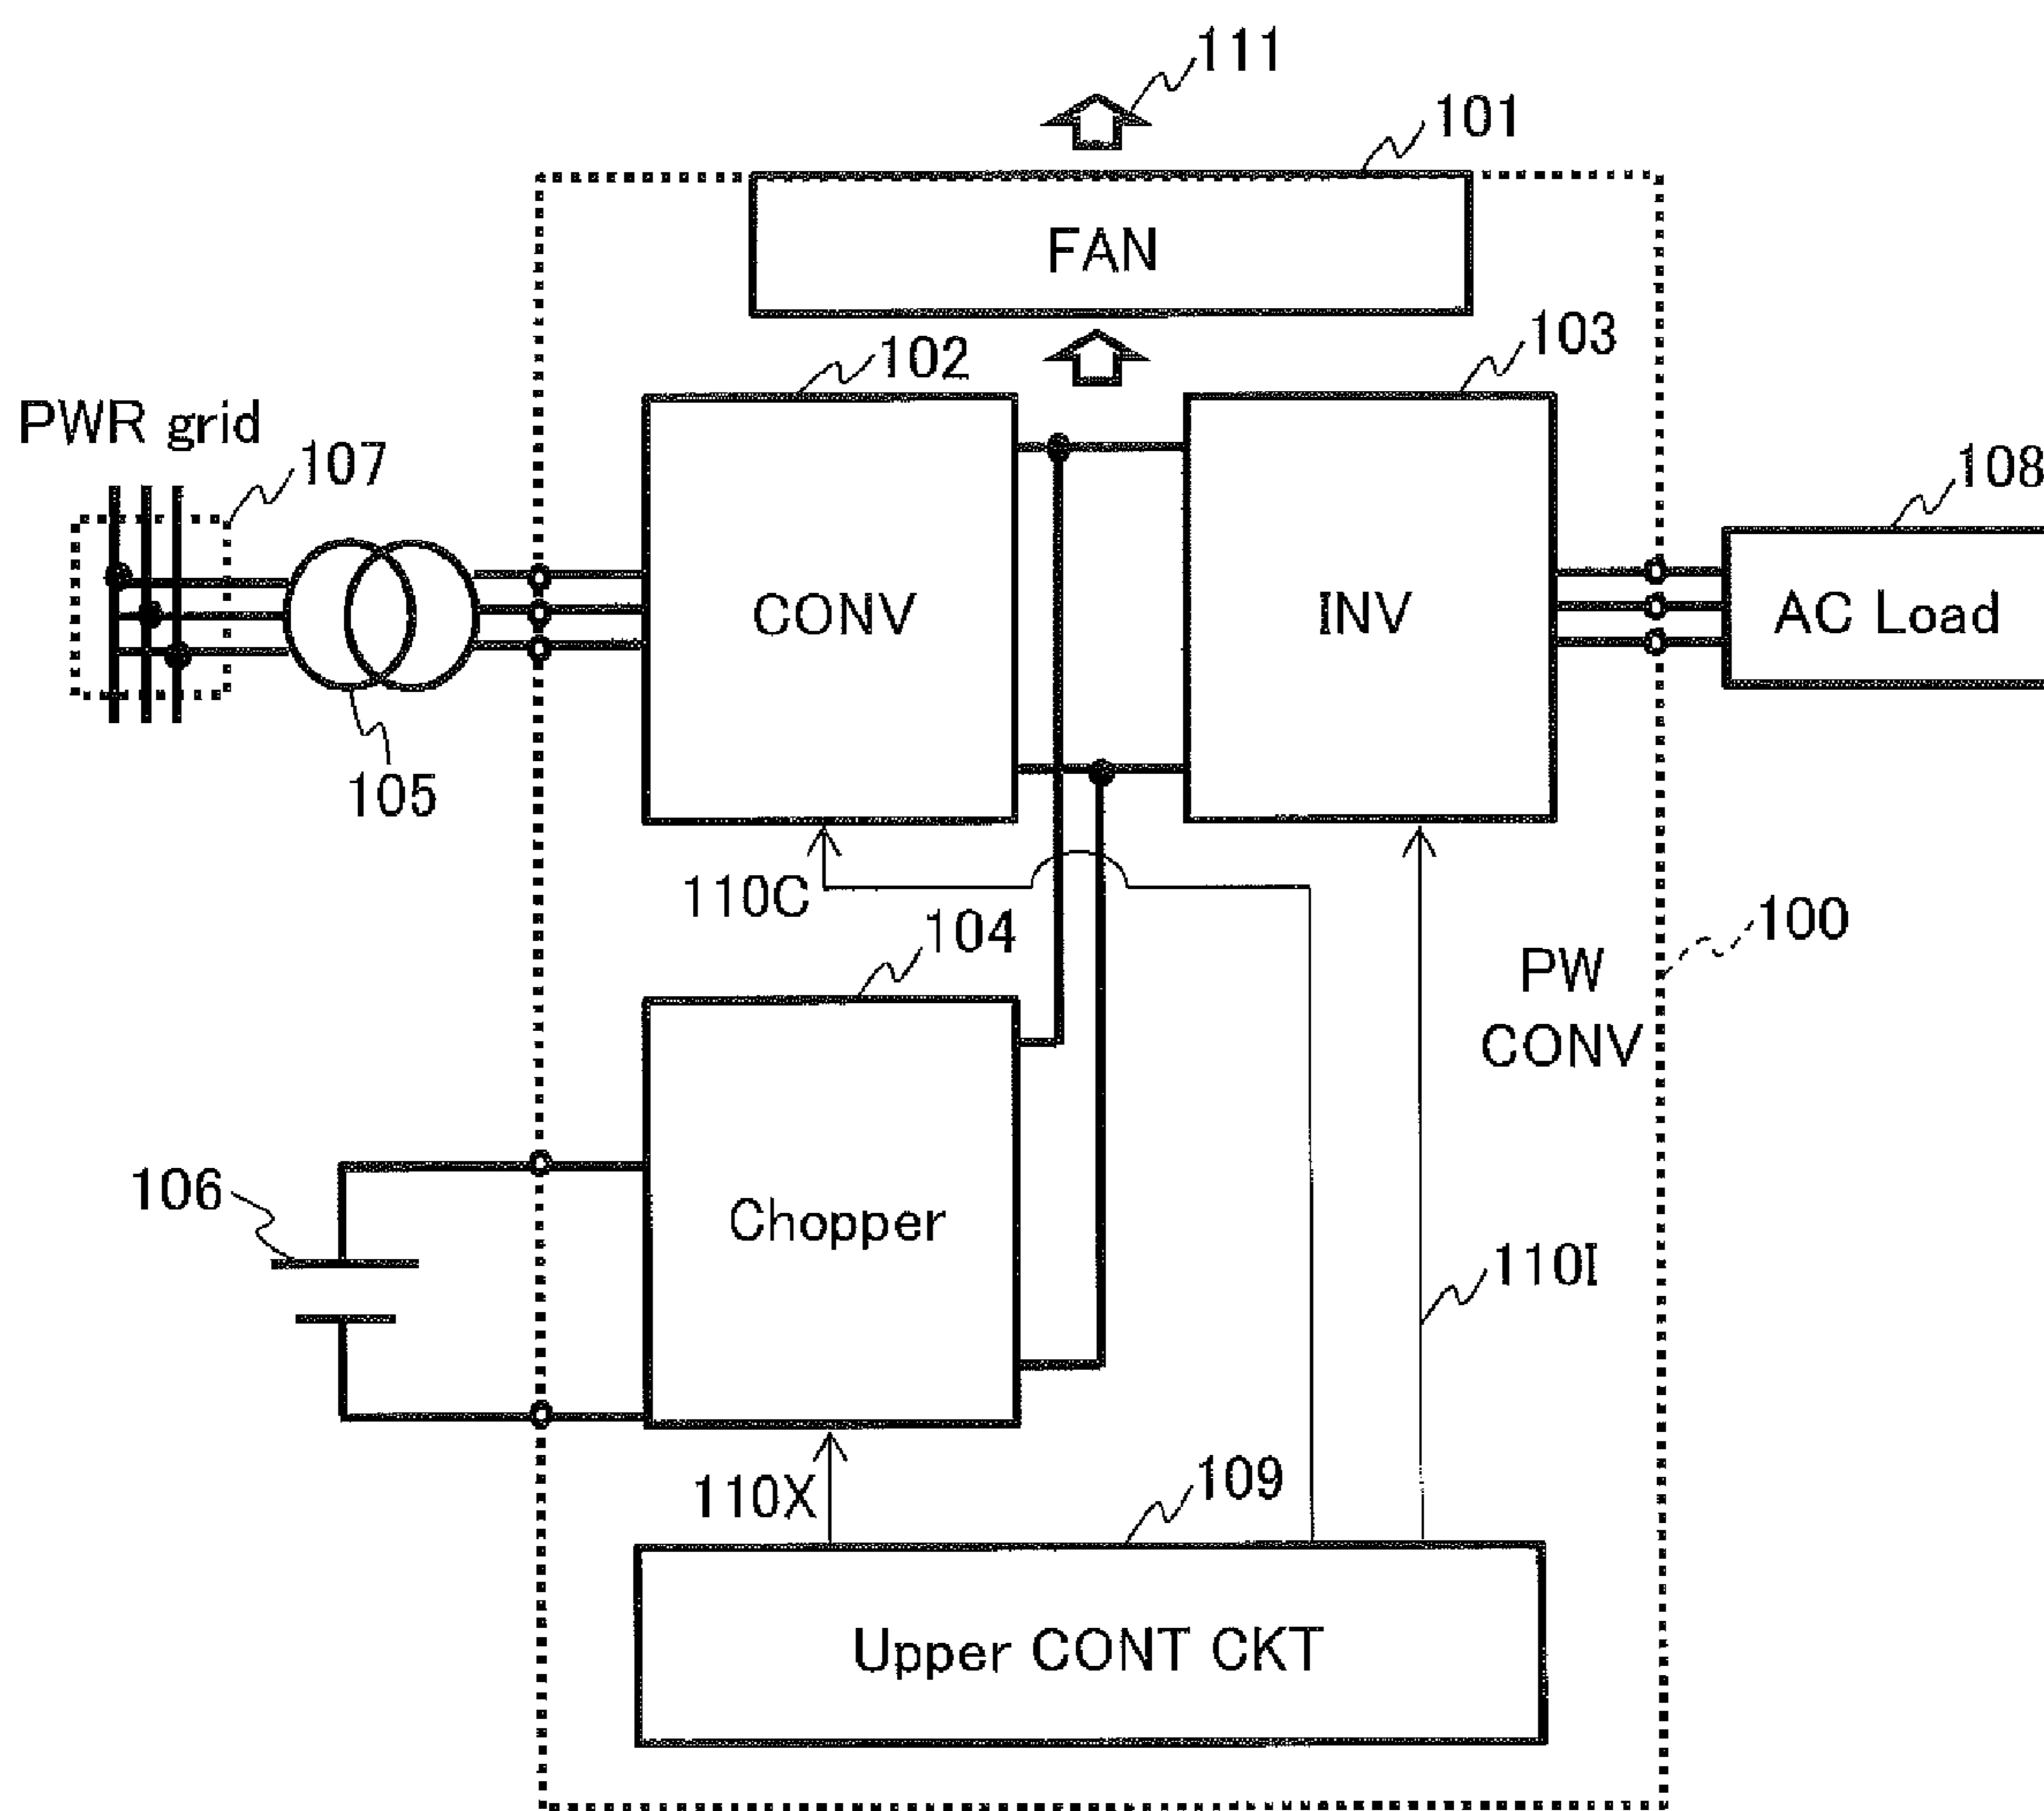 111
101
FAN
102
103
PWR grid
107
108
CONV
INV
AC Load
105
110C
104
100
PW
CONV
106
Chopper
110I
110X
109
Upper CONT CKT